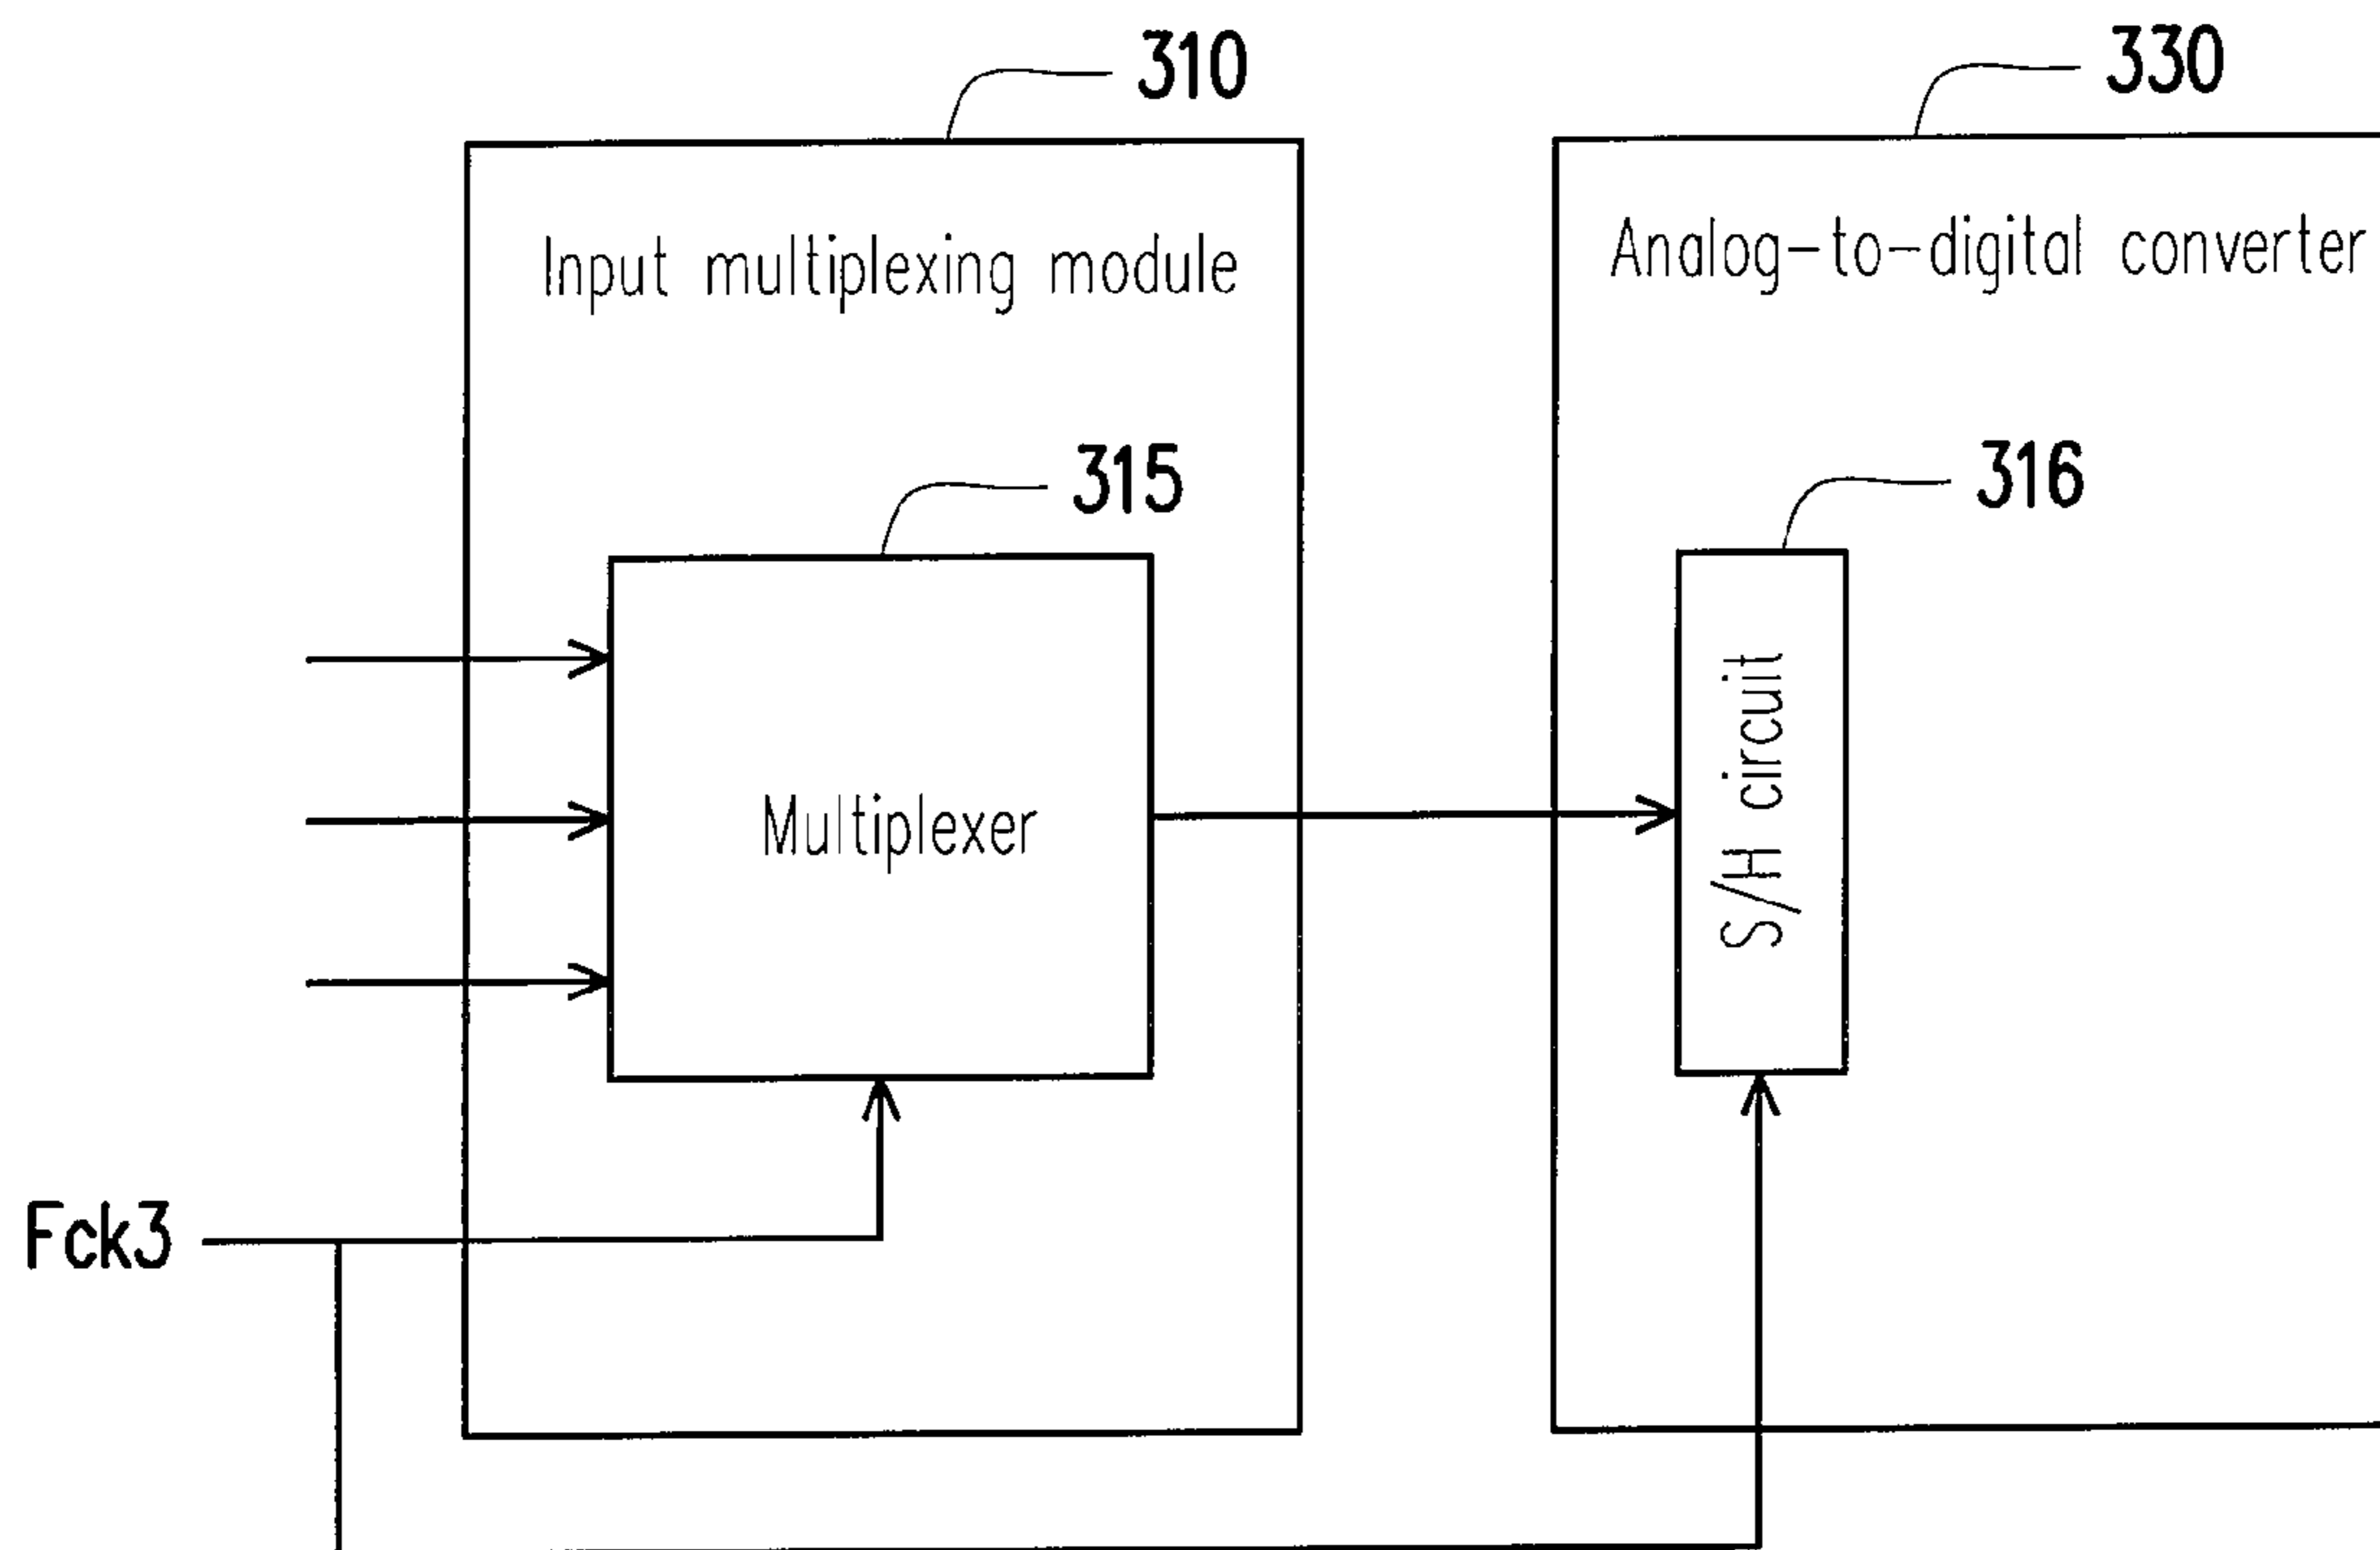 310
330
Input multiplexing module
Analog-to-digital converter
315
316
Multiplexer
S/H circuit
Fck3